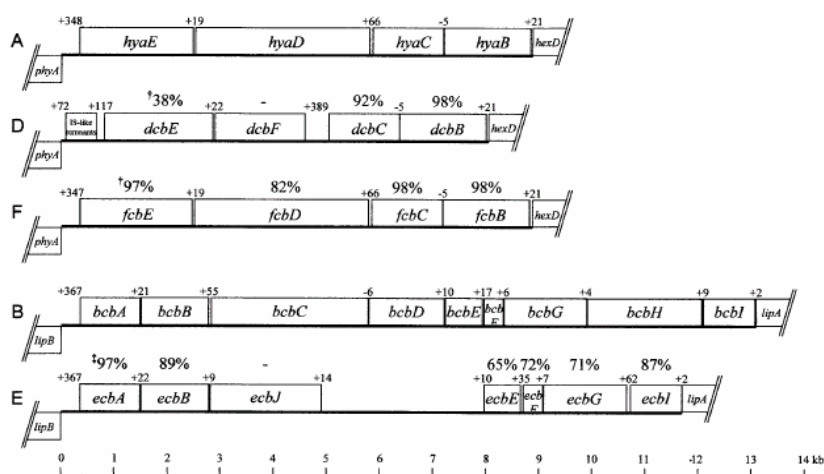 +348 +19 +66 -5 +21
A hyaE hyaD hyaC hyaB hexD
phyA
†38% - 92% 98%
+72 +117 +22 +389 -5 +21
D IS-like remnants dcbE dcbF dcbC dcbB hexD
phyA
†97% 82% 98% 98%
+347 +19 +66 -5 +21
F fcbE fcbD fcbC fcbB hexD
phyA
+367 +21 +55 -6 +10 +17 +6 +4 +9 +2
B bcbA bcbB bcbC bcbD bcbE bcb F bcbG bcbH bcbI lipA
lipB
‡97% 89% - 65% 72% 71% 87%
+367 +22 +9 +14 +10 +35 +7 +62 +2
E ecbA ecbB ecbJ ecbE ecb F ecbG ecbI lipA
lipB
0 1 2 3 4 5 6 7 8 9 10 11 12 13 14 kb